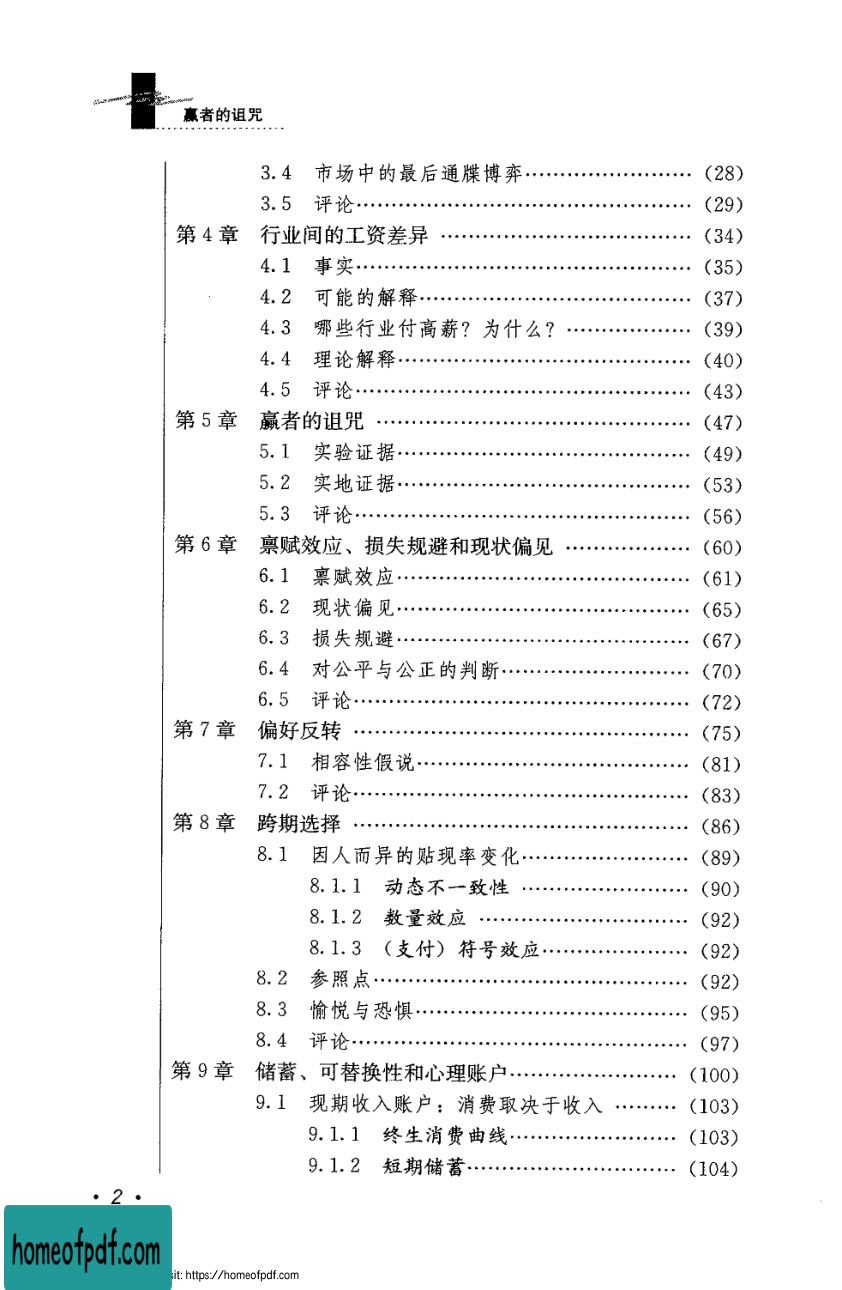 赢者的诅咒
3.4 市场中的最后通牒博弈……………………（28）
3.5 评论…………………………………………（29）
第4章 行业间的工资差异 ………………………………（34）
4.1 事实…………………………………………（35）
4.2 可能的解释…………………………………（37）
4.3 哪些行业付高薪？为什么？ ………………（39）
4.4 理论解释……………………………………（40）
4.5 评论…………………………………………（43）
第5章 赢者的诅咒 ………………………………………（47）
5.1 实验证据……………………………………（49）
5.2 实地证据……………………………………（53）
5.3 评论…………………………………………（56）
第6章 禀赋效应、损失规避和现状偏见 ………………（60）
6.1 禀赋效应……………………………………（61）
6.2 现状偏见……………………………………（65）
6.3 损失规避……………………………………（67）
6.4 对公平与公正的判断………………………（70）
6.5 评论…………………………………………（72）
第7章 偏好反转 …………………………………………（75）
7.1 相容性假说…………………………………（81）
7.2 评论…………………………………………（83）
第8章 跨期选择 …………………………………………（86）
8.1 因人而异的贴现率变化……………………（89）
8.1.1 动态不一致性 ……………………（90）
8.1.2 数量效应 …………………………（92）
8.1.3 （支付）符号效应…………………（92）
8.2 参照点………………………………………（92）
8.3 愉悦与恐惧…………………………………（95）
8.4 评论…………………………………………（97）
第9章 储蓄、可替换性和心理账户……………………（100）
9.1 现期收入账户：消费取决于收入 ………（103）
9.1.1 终生消费曲线……………………（103）
9.1.2 短期储蓄…………………………（104）
• 2 •
homeofpdf.com
sit: https://homeofpdf.com